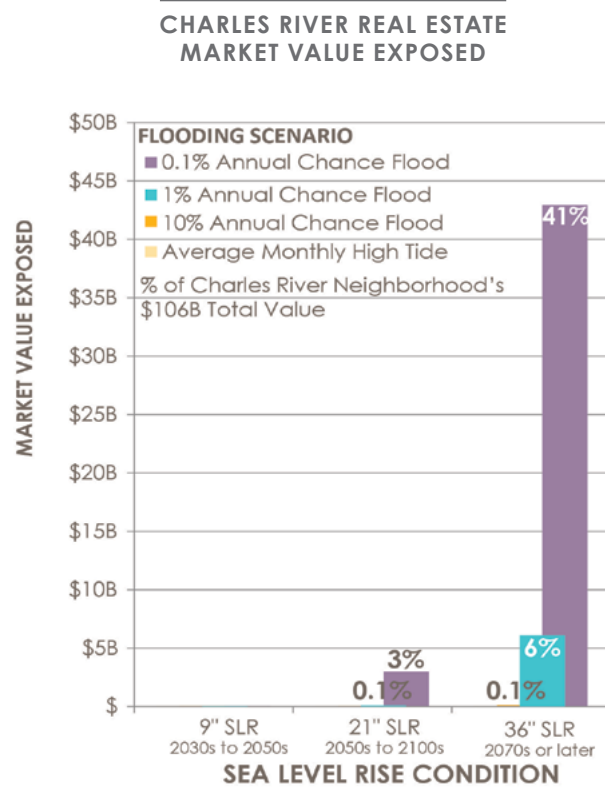 CHARLES RIVER REAL ESTATE
MARKET VALUE EXPOSED
$50B
$45B
$40B
$35B
$30B
$25B
$20B
$15B
$10B
$5B
$
MARKET VALUE EXPOSED
FLOODING SCENARIO
0.1% Annual Chance Flood
1% Annual Chance Flood
10% Annual Chance Flood
Average Monthly High Tide
% of Charles River Neighborhood's
$106B Total Value
0.1%
3%
0.1%
6%
41%
9" SLR
2030s to 2050s
21" SLR
2050s to 2100s
36" SLR
2070s or later
SEA LEVEL RISE CONDITION